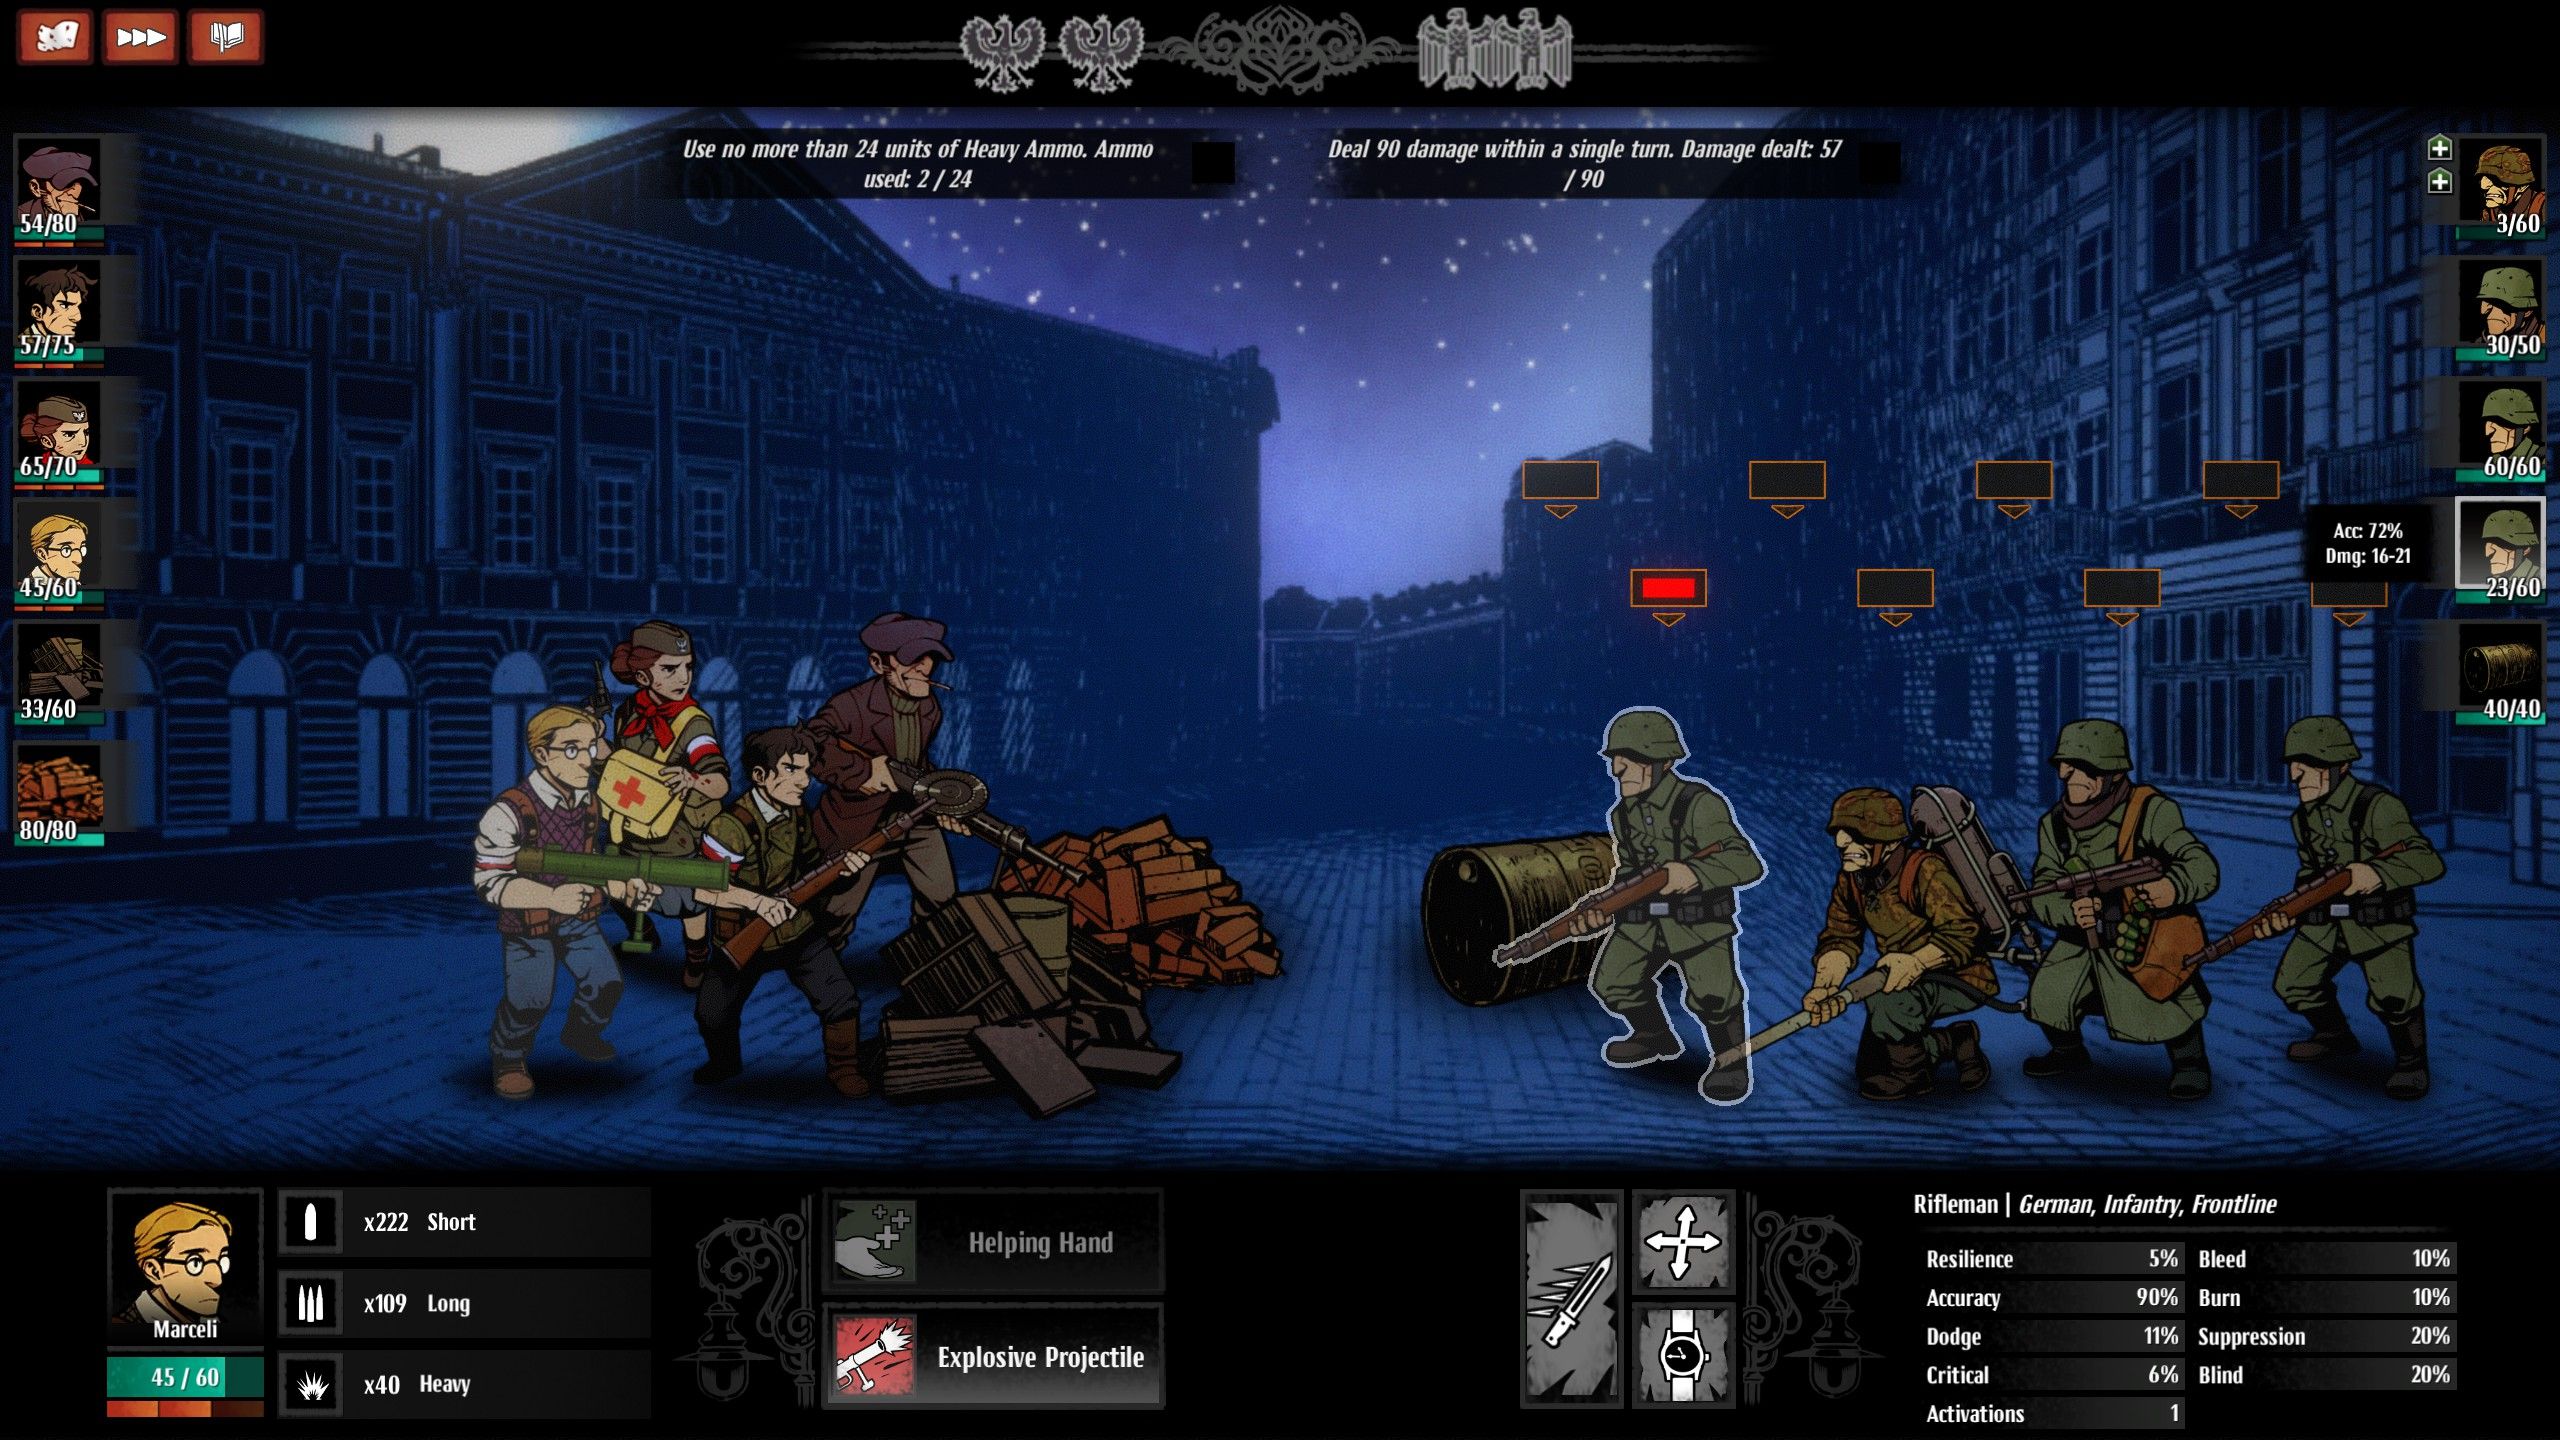 Use no more than 24 units of Heavy Ammo. Ammo
used: 2 / 24
Deal 90 damage within a single turn. Damage dealt: 57
/ 90
54/80
57/75
65/70
45/60
33/60
80/80
3/60
30/50
60/60
Acc: 72%
Dmg: 16-21
23/60
40/40
Marceli
45 / 60
x222 Short
x109 Long
x40 Heavy
Helping Hand
Explosive Projectile
Rifleman | German, Infantry, Frontline
Resilience 5% Bleed 10%
Accuracy 90% Burn 10%
Dodge 11% Suppression 20%
Critical 6% Blind 20%
Activations 1